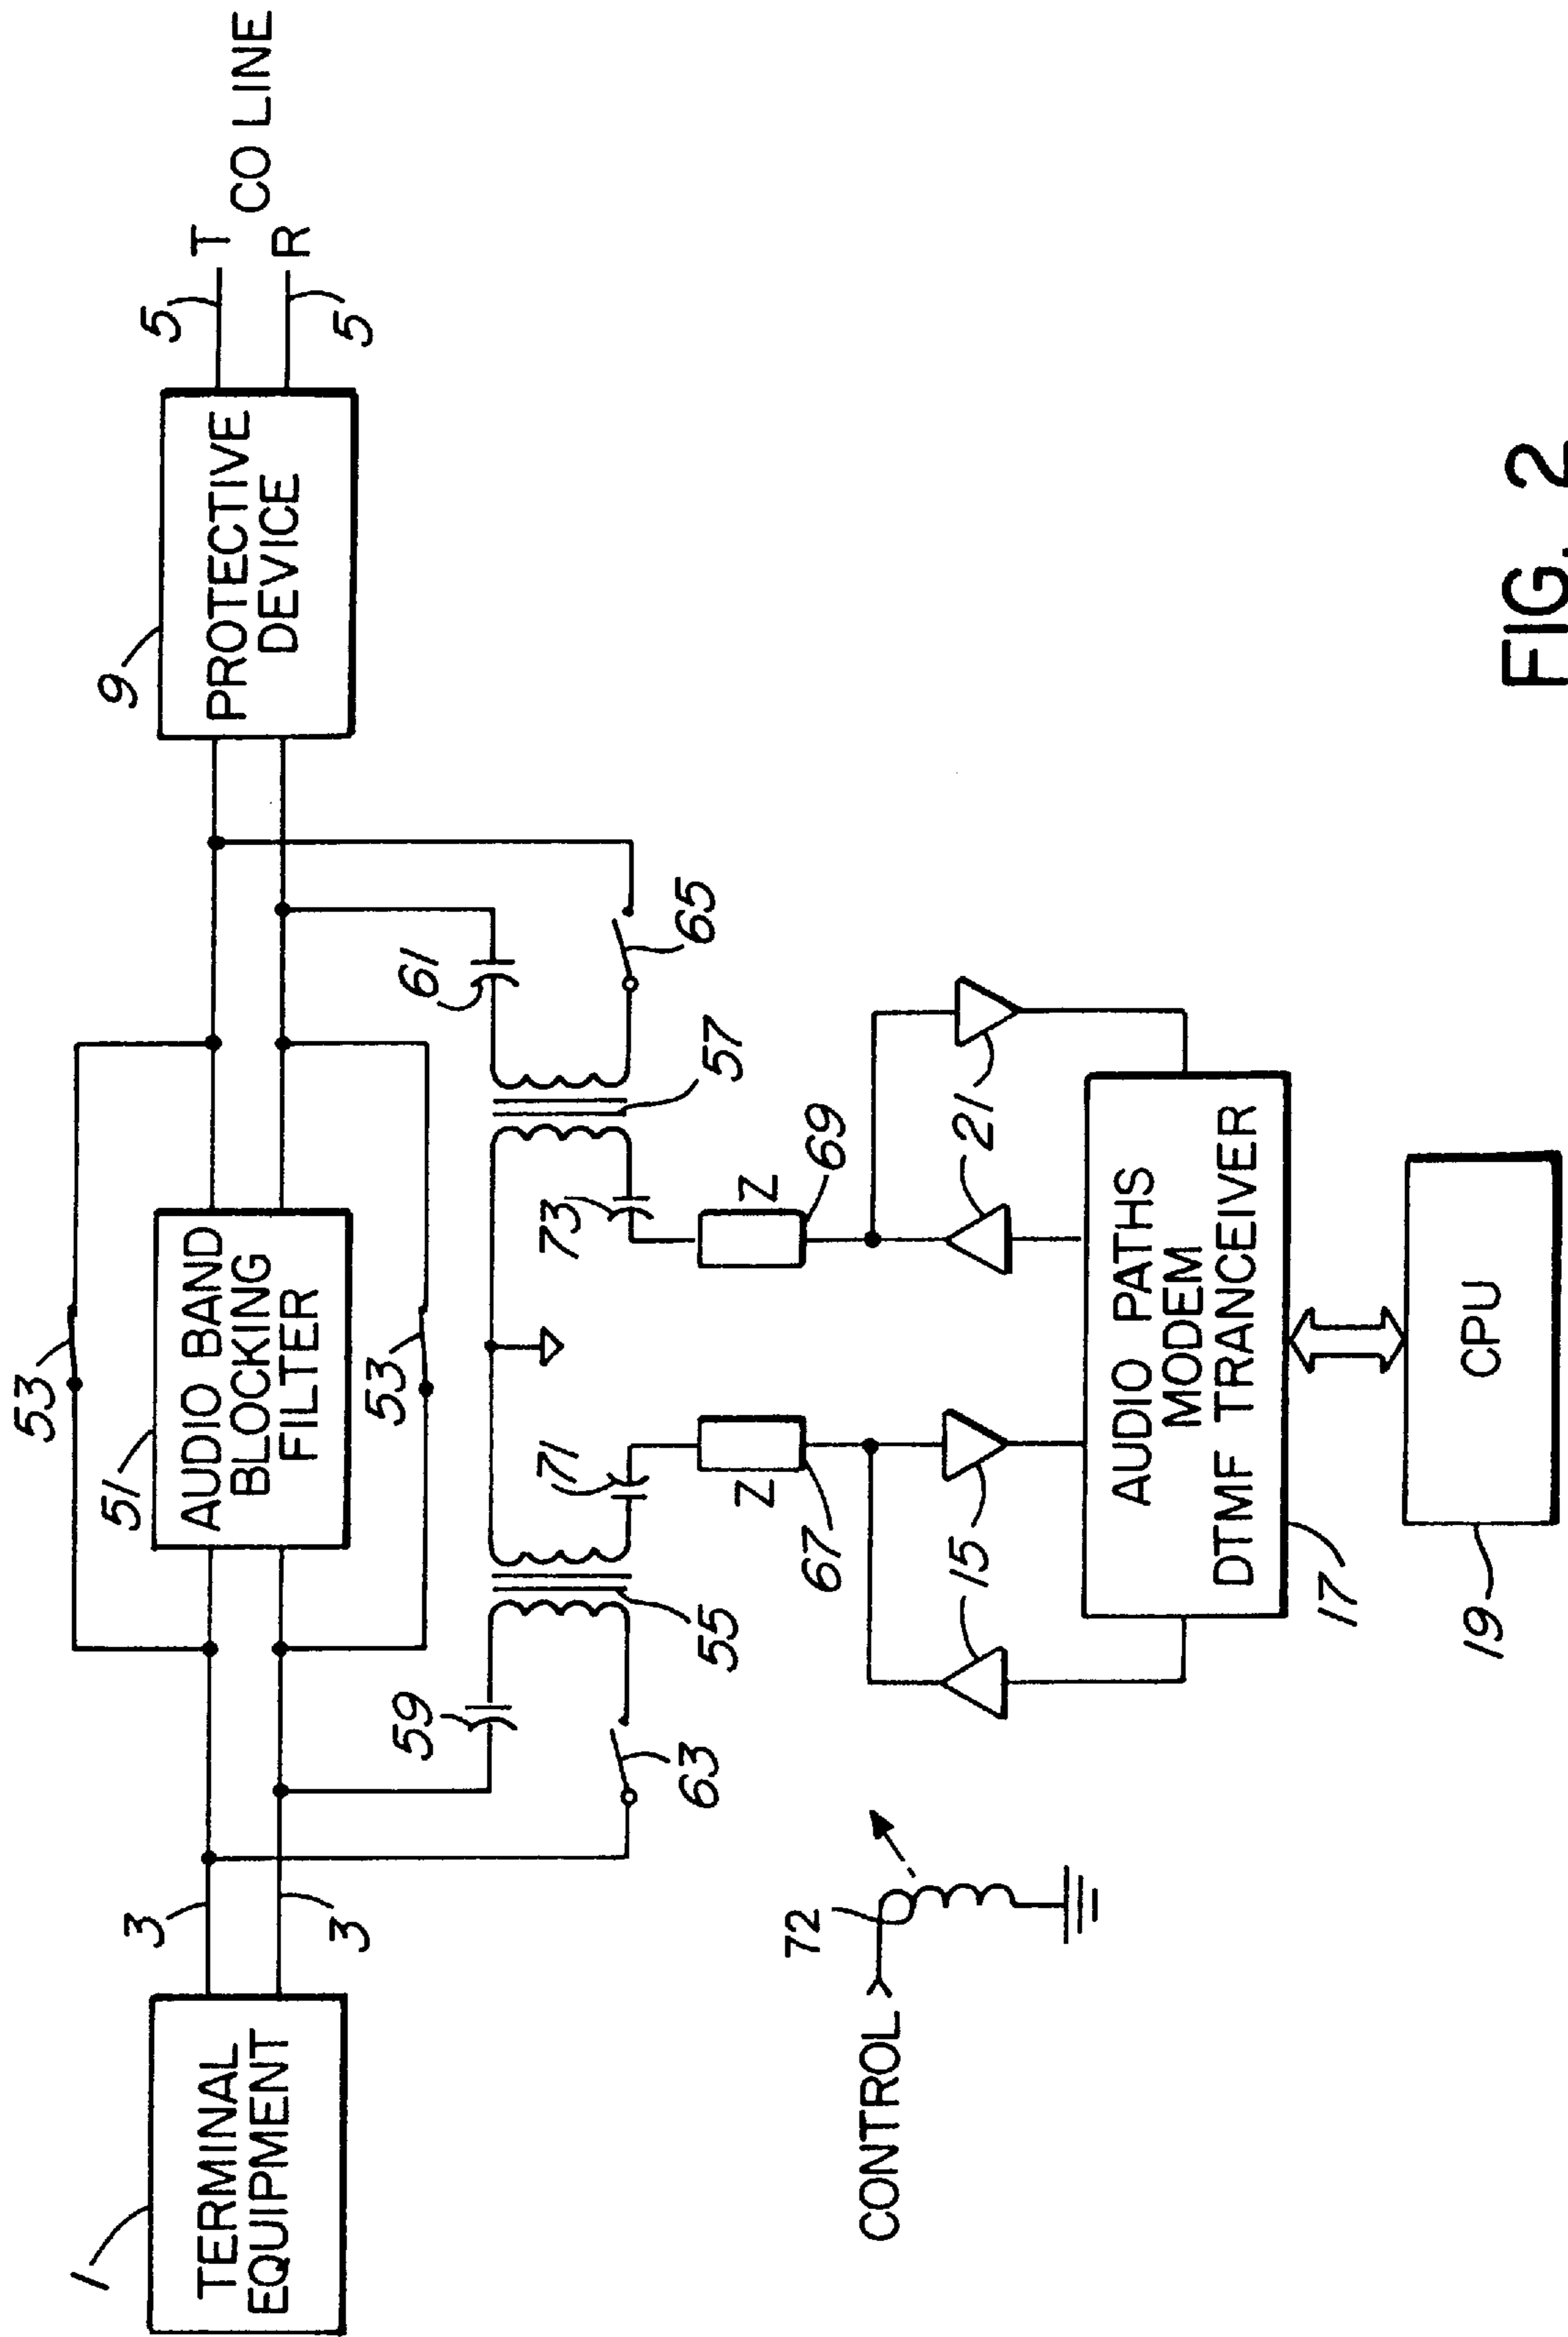 53
51
AUDIO BAND
BLOCKING
FILTER
53
1
TERMINAL
EQUIPMENT
3
3
9
PROTECTIVE
DEVICE
5
T
CO LINE
R
5
59
63
55
71
73
61
57
65
Z
67
Z
69
72
CONTROL
15
21
AUDIO PATHS
MODEM
DTMF TRANCEIVER
17
CPU
19
FIG. 2